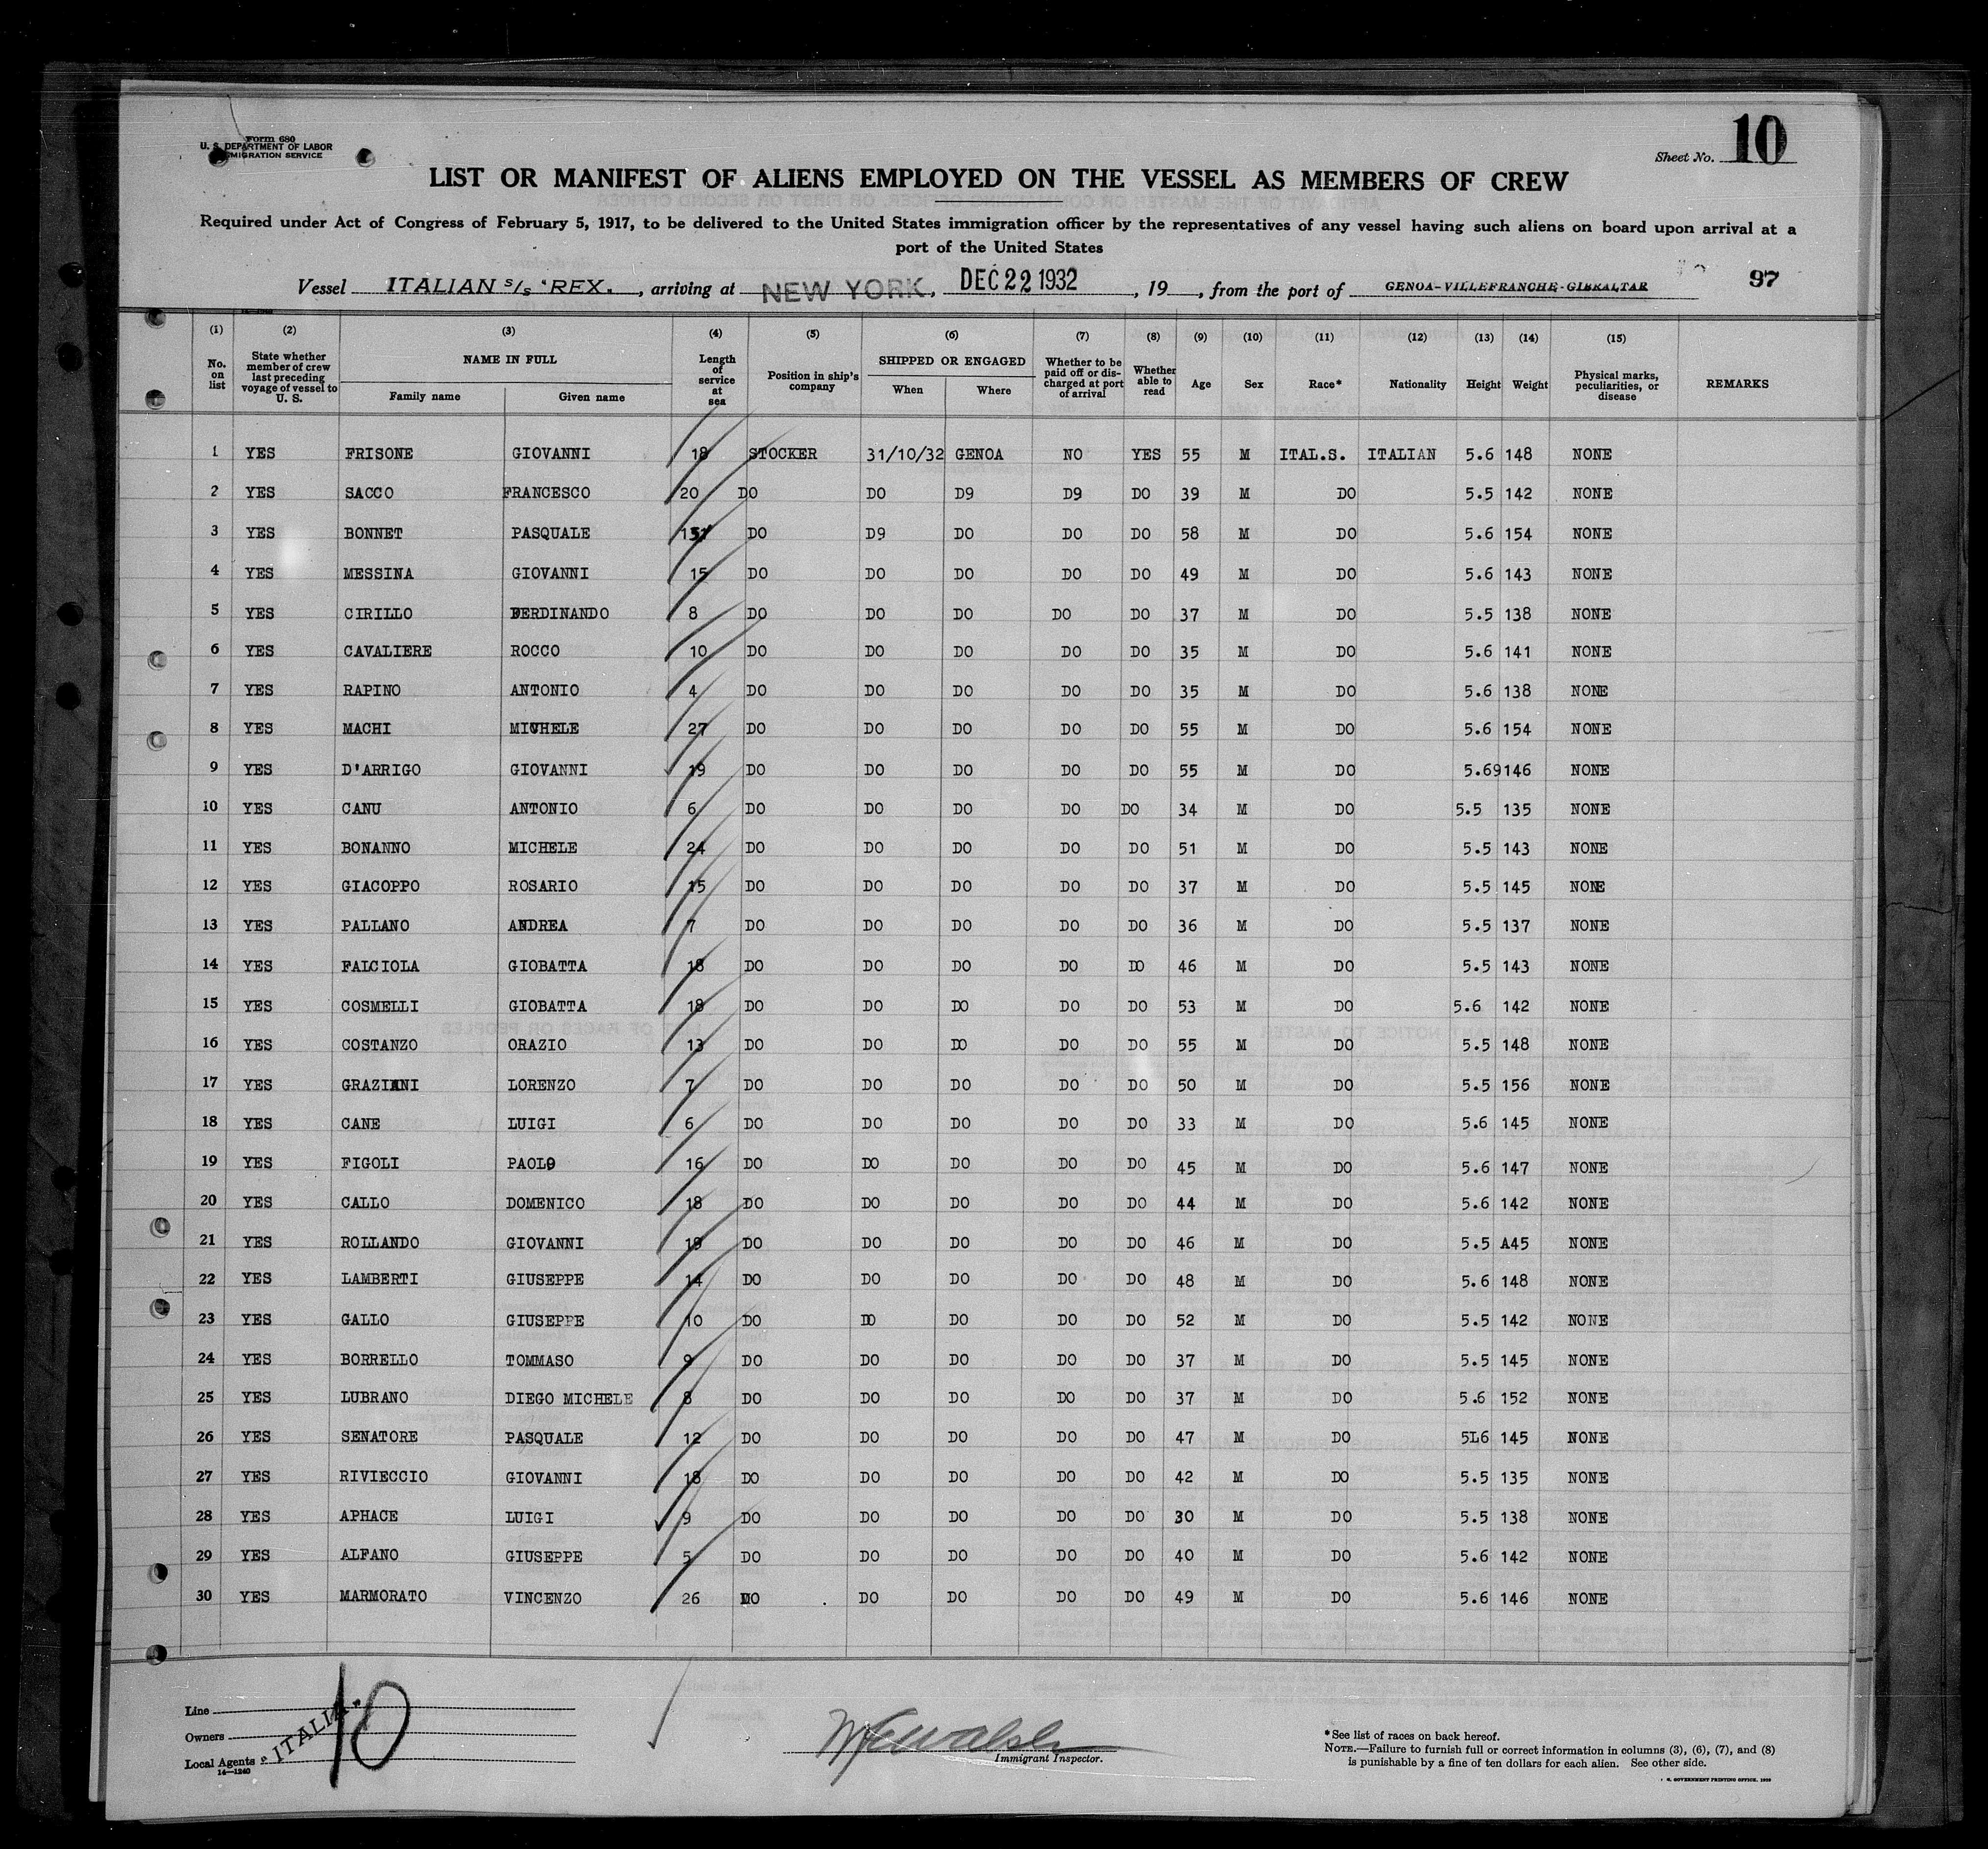 Form 680
U. S. DEPARTMENT OF LABOR
IMMIGRATION SERVICE
Sheet No. 10
LIST OR MANIFEST OF ALIENS EMPLOYED ON THE VESSEL AS MEMBERS OF CREW
Required under Act of Congress of February 5, 1917, to be delivered to the United States immigration officer by the representatives of any vessel having such aliens on board upon arrival at a
port of the United States
Vessel ITALIAN S/S "REX., arriving at NEW YORK, DEC 22 1932, 19 , from the port of GENOA-VILLEFRANCHE-GIBRALTAR 97
(1) (2) (3) (4) (5) (6) (7) (8) (9) (10) (11) (12) (13) (14) (15)
No. on list State whether member of crew last preceding voyage of vessel to U. S. NAME IN FULL Family name Given name Length of service at sea Position in ship's company SHIPPED OR ENGAGED When Where Whether to be paid off or discharged at port of arrival Whether able to read Age Sex Race* Nationality Height Weight Physical marks, peculiarities, or disease REMARKS
1 YES FRISONE GIOVANNI 18 STOCKER 31/10/32 GENOA NO YES 55 M ITAL.S. ITALIAN 5.6 148 NONE
2 YES SACCO FRANCESCO 20 DO DO D9 D9 DO 39 M DO 5.5 142 NONE
3 YES BONNET PASQUALE DO D9 DO DO DO 58 M DO 5.6 154 NONE
4 YES MESSINA GIOVANNI 15 DO DO DO DO DO 49 M DO 5.6 143 NONE
5 YES CIRILLO FERDINANDO 8 DO DO DO DO DO 37 M DO 5.5 138 NONE
6 YES CAVALIERE ROCCO 10 DO DO DO DO DO 35 M DO 5.6 141 NONE
7 YES RAPINO ANTONIO 4 DO DO DO DO DO 35 M DO 5.6 138 NONE
8 YES MACHI MICHELE 27 DO DO DO DO DO 55 M DO 5.6 154 NONE
9 YES D'ARRIGO GIOVANNI 19 DO DO DO DO DO 55 M DO 5.69146 NONE
10 YES CANU ANTONIO 6 DO DO DO DO DO 34 M DO 5.5 135 NONE
11 YES BONANNO MICHELE 24 DO DO DO DO DO 51 M DO 5.5 143 NONE
12 YES GIACOPPO ROSARIO 15 DO DO DO DO DO 37 M DO 5.5 145 NONE
13 YES PALLANO ANDREA 7 DO DO DO DO DO 36 M DO 5.5 137 NONE
14 YES FALCIOLA GIOBATTA 18 DO DO DO DO DO 46 M DO 5.5 143 NONE
15 YES COSMELLI GIOBATTA 18 DO DO DO DO DO 53 M DO 5.6 142 NONE
16 YES COSTANZO ORAZIO 13 DO DO DO DO DO 55 M DO 5.5 148 NONE
17 YES GRAZIANI LORENZO 7 DO DO DO DO DO 50 M DO 5.5 156 NONE
18 YES CANE LUIGI 6 DO DO DO DO DO 33 M DO 5.6 145 NONE
19 YES FIGOLI PAOLO 16 DO DO DO DO DO 45 M DO 5.6 147 NONE
20 YES CALLO DOMENICO 18 DO DO DO DO DO 44 M DO 5.6 142 NONE
21 YES ROLLANDO GIOVANNI 19 DO DO DO DO DO 46 M DO 5.5 A45 NONE
22 YES LAMBERTI GIUSEPPE 14 DO DO DO DO DO 48 M DO 5.6 148 NONE
23 YES GALLO GIUSEPPE 10 DO DO DO DO DO 52 M DO 5.5 142 NONE
24 YES BORRELLO TOMMASO 9 DO DO DO DO DO 37 M DO 5.5 145 NONE
25 YES LUBRANO DIEGO MICHELE 8 DO DO DO DO DO 37 M DO 5.6 152 NONE
26 YES SENATORE PASQUALE 12 DO DO DO DO DO 47 M DO 5L6 145 NONE
27 YES RIVIECCIO GIOVANNI 18 DO DO DO DO DO 42 M DO 5.5 135 NONE
28 YES APHACE LUIGI 9 DO DO DO DO DO 30 M DO 5.5 138 NONE
29 YES ALFANO GIUSEPPE 5 DO DO DO DO DO 40 M DO 5.6 142 NONE
30 YES MARMORATO VINCENZO 26 DO DO DO DO DO 49 M DO 5.6 146 NONE
Line
Owners
Local Agents "ITALIA"
14—1240
10
Immigrant Inspector.
*See list of races on back hereof.
NOTE.—Failure to furnish full or correct information in columns (3), (6), (7), and (8)
is punishable by a fine of ten dollars for each alien. See other side.
GOVERNMENT PRINTING OFFICE